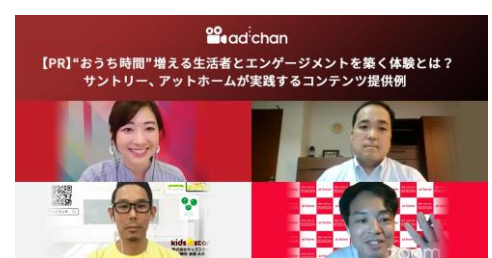 ad:chan
【PR】“おうち時間”増える生活者とエンゲージメントを築く体験とは？
サントリー、アットホームが実践するコンテンツ提供例
kids star
zoom